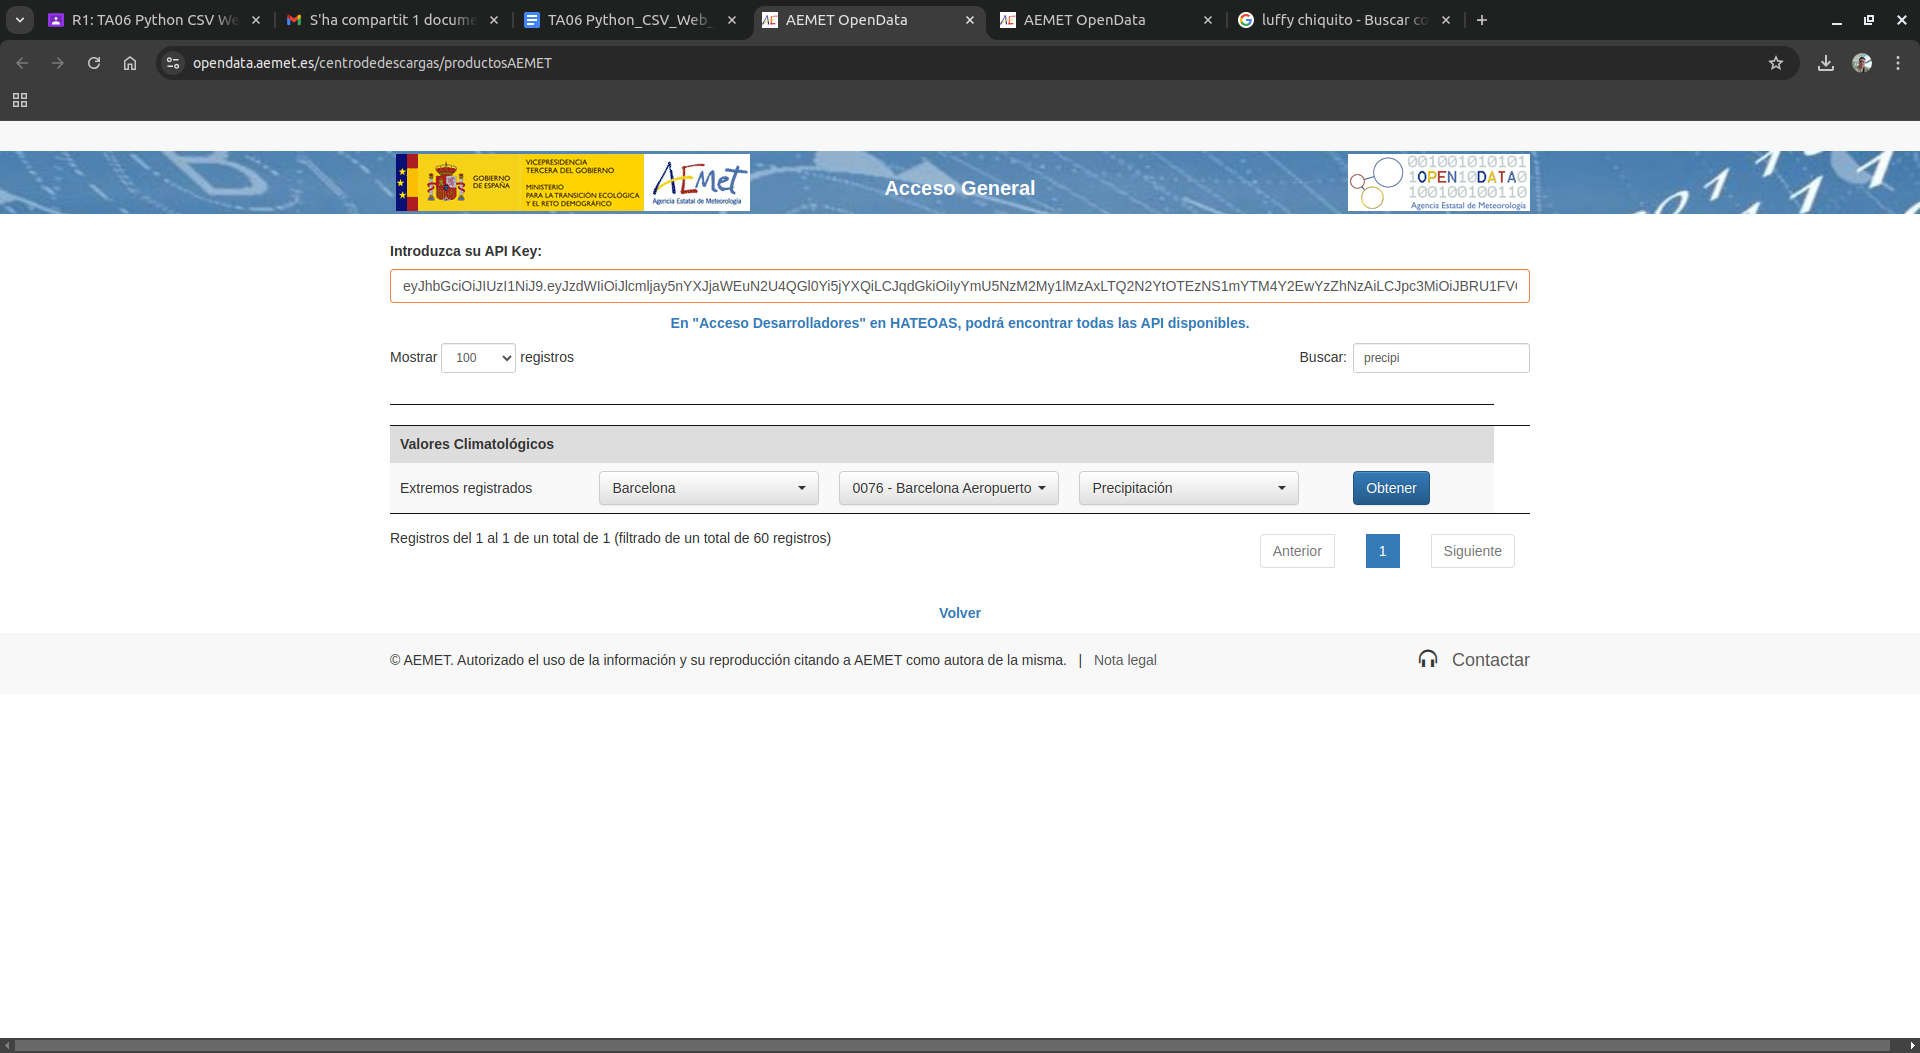 R1: TA06 Python CSV We
S'ha compartit 1 docume
TA06 Python_CSV_Web_
AEMET OpenData
AEMET OpenData
luffy chiquito - Buscar co
opendata.aemet.es/centrodedescargas/productosAEMET
GOBIERNO DE ESPAÑA
VICEPRESIDENCIA
TERCERA DEL GOBIERNO
MINISTERIO
PARA LA TRANSICIÓN ECOLÓGICA
Y EL RETO DEMOGRÁFICO
AEMet
Agencia Estatal de Meteorología
Acceso General
001001010101
1OPEN10DATA0
100100100110
Agencia Estatal de Meteorología
Introduzca su API Key:
eyJhbGciOiJIUzI1NiJ9.eyJzdWIiOiJlcmljay5nYXJjaWEuN2U4QGl0Yi5jYXQiLCJqdGkiOiIyYmU5NzM2My1lMzAxLTQ2N2YtOTEzNS1mYTM4Y2EwYzZhNzAiLCJpc3MiOiJBRU1FV
En "Acceso Desarrolladores" en HATEOAS, podrá encontrar todas las API disponibles.
Mostrar 100 registros
Buscar: precipi
Valores Climatológicos
Extremos registrados Barcelona 0076 - Barcelona Aeropuerto Precipitación Obtener
Registros del 1 al 1 de un total de 1 (filtrado de un total de 60 registros)
Anterior 1 Siguiente
Volver
© AEMET. Autorizado el uso de la información y su reproducción citando a AEMET como autora de la misma. | Nota legal
Contactar